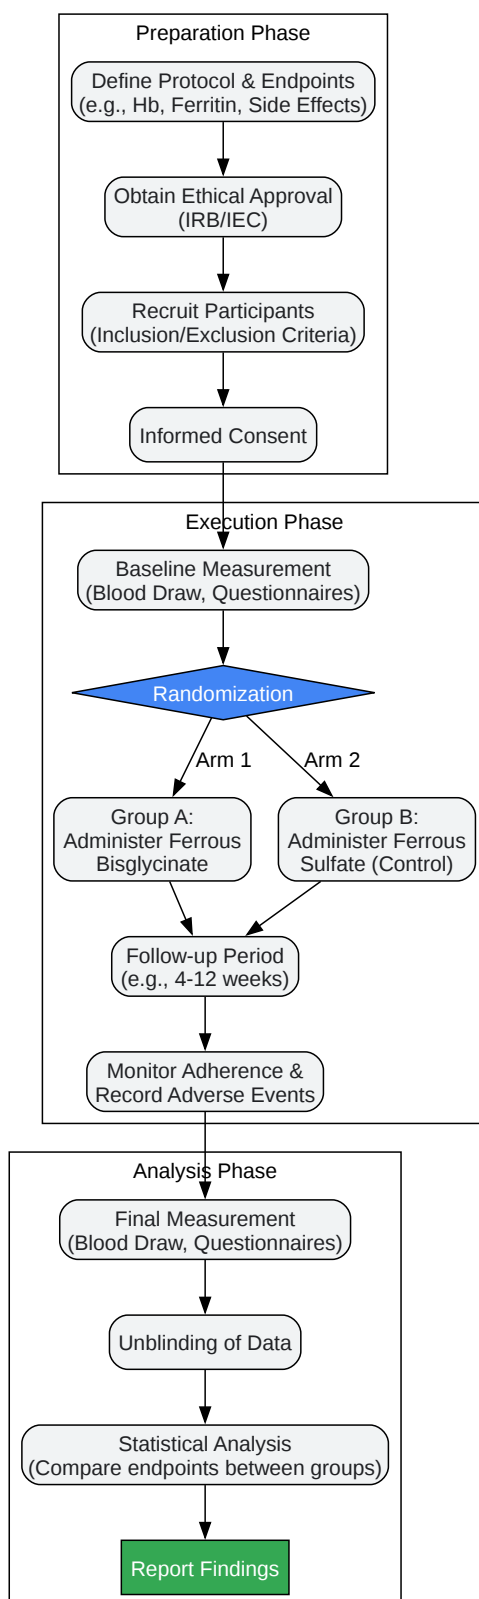 Preparation Phase
Define Protocol & Endpoints
(e.g., Hb, Ferritin, Side Effects)
Obtain Ethical Approval
(IRB/IEC)
Recruit Participants
(Inclusion/Exclusion Criteria)
Informed Consent
Execution Phase
Baseline Measurement
(Blood Draw, Questionnaires)
Randomization
Arm 1
Arm 2
Group A:
Administer Ferrous
Bisglycinate
Group B:
Administer Ferrous
Sulfate (Control)
Follow-up Period
(e.g., 4-12 weeks)
Monitor Adherence &
Record Adverse Events
Analysis Phase
Final Measurement
(Blood Draw, Questionnaires)
Unblinding of Data
Statistical Analysis
(Compare endpoints between groups)
Report Findings